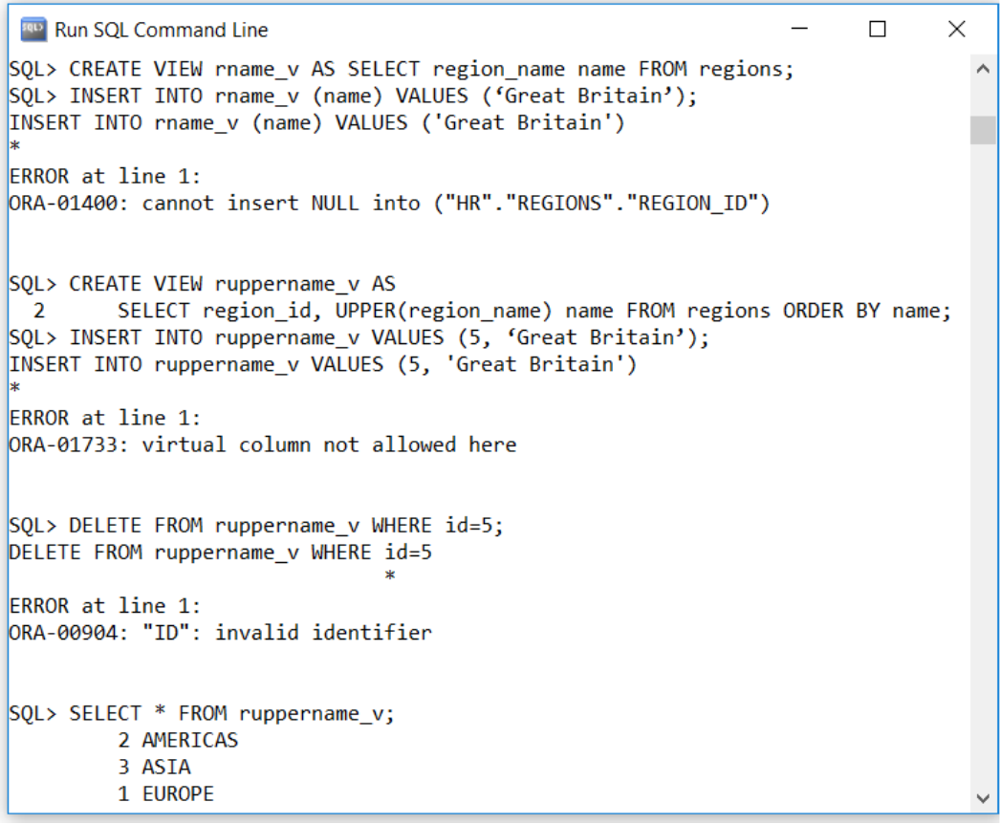 Run SQL Command Line
SQL> CREATE VIEW rname_v AS SELECT region_name name FROM regions;
SQL> INSERT INTO rname_v (name) VALUES (‘Great Britain’);
INSERT INTO rname_v (name) VALUES ('Great Britain')
*
ERROR at line 1:
ORA-01400: cannot insert NULL into ("HR"."REGIONS"."REGION_ID")
SQL> CREATE VIEW ruppername_v AS
2 SELECT region_id, UPPER(region_name) name FROM regions ORDER BY name;
SQL> INSERT INTO ruppername_v VALUES (5, ‘Great Britain’);
INSERT INTO ruppername_v VALUES (5, 'Great Britain')
*
ERROR at line 1:
ORA-01733: virtual column not allowed here
SQL> DELETE FROM ruppername_v WHERE id=5;
DELETE FROM ruppername_v WHERE id=5
*
ERROR at line 1:
ORA-00904: "ID": invalid identifier
SQL> SELECT * FROM ruppername_v;
2 AMERICAS
3 ASIA
1 EUROPE